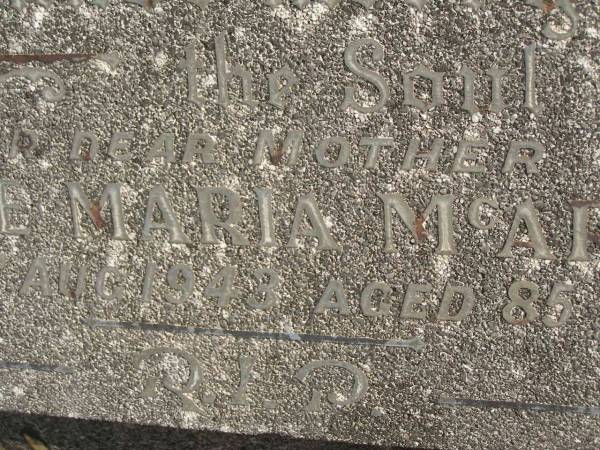 the Soul
R DEAR MOTHER
E MARIA McA
AUG. 1943 AGED 85
R.I.P.